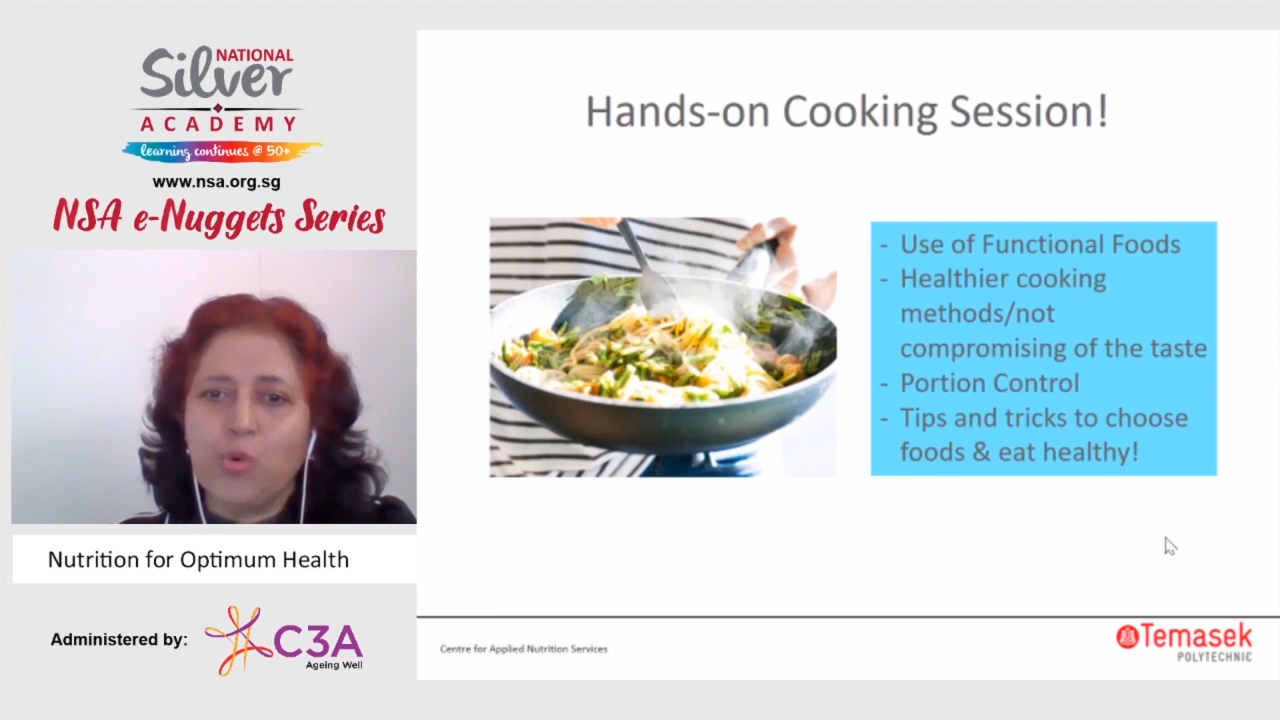 NATIONAL
Silver
ACADEMY
learning continues @ 50+
www.nsa.org.sg
NSA e-Nuggets Series
Nutrition for Optimum Health
Administered by:
C3A
Ageing Well
Hands-on Cooking Session!
- Use of Functional Foods
- Healthier cooking
methods/not
compromising of the taste
- Portion Control
- Tips and tricks to choose
foods & eat healthy!
Centre for Applied Nutrition Services
Temasek
POLYTECHNIC